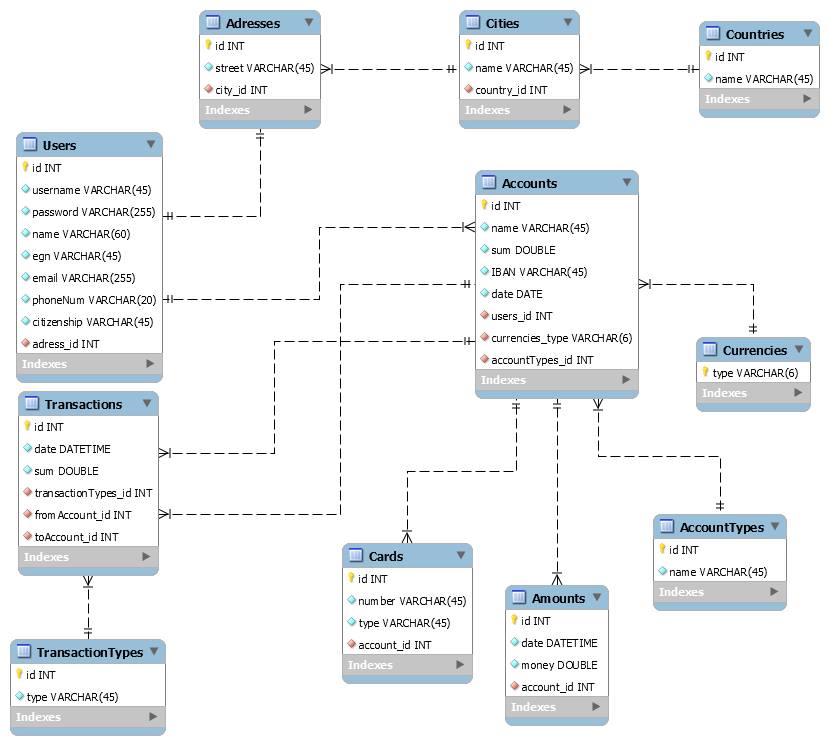 Adresses
id INT
street VARCHAR(45)
city_id INT
Indexes
Cities
id INT
name VARCHAR(45)
country_id INT
Indexes
Countries
id INT
name VARCHAR(45)
Indexes
Users
id INT
username VARCHAR(45)
password VARCHAR(255)
name VARCHAR(60)
egn VARCHAR(45)
email VARCHAR(255)
phoneNum VARCHAR(20)
citizenship VARCHAR(45)
adress_id INT
Indexes
Accounts
id INT
name VARCHAR(45)
sum DOUBLE
IBAN VARCHAR(45)
date DATE
users_id INT
currencies_type VARCHAR(6)
accountTypes_id INT
Indexes
Currencies
type VARCHAR(6)
Indexes
Transactions
id INT
date DATETIME
sum DOUBLE
transactionTypes_id INT
fromAccount_id INT
toAccount_id INT
Indexes
AccountTypes
id INT
name VARCHAR(45)
Indexes
Cards
id INT
number VARCHAR(45)
type VARCHAR(45)
account_id INT
Indexes
Amounts
id INT
date DATETIME
money DOUBLE
account_id INT
Indexes
TransactionTypes
id INT
type VARCHAR(45)
Indexes